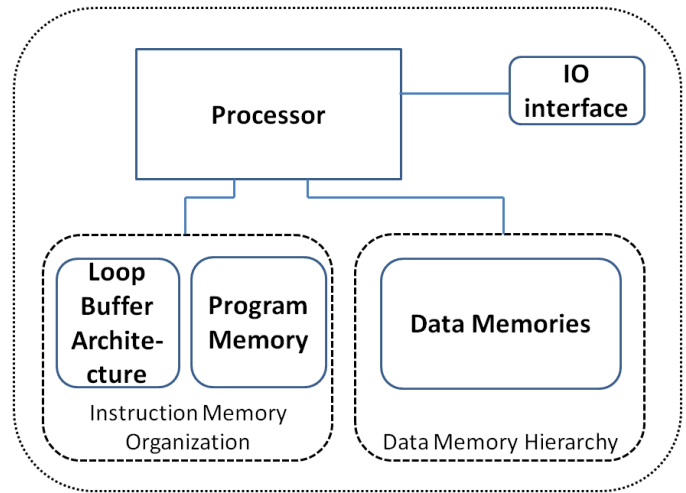 IO
interface
Processor
Loop
Buffer
Archite-
cture
Program
Memory
Instruction Memory
Organization
Data Memories
Data Memory Hierarchy